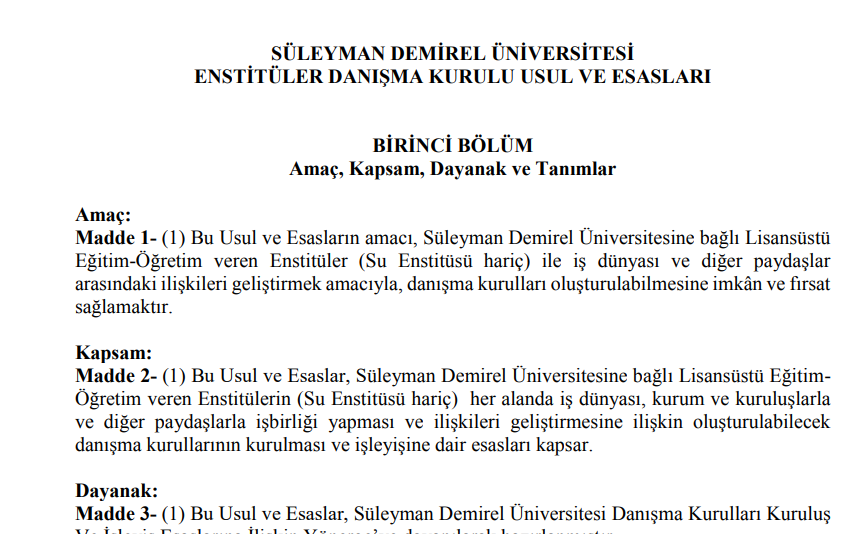 SÜLEYMAN DEMİREL ÜNİVERSİTESİ
ENSTİTÜLER DANIŞMA KURULU USUL VE ESASLARI
BİRİNCİ BÖLÜM
Amaç, Kapsam, Dayanak ve Tanımlar
Amaç:
Madde 1- (1) Bu Usul ve Esasların amacı, Süleyman Demirel Üniversitesine bağlı Lisansüstü
Eğitim-Öğretim veren Enstitüler (Su Enstitüsü hariç) ile iş dünyası ve diğer paydaşlar
arasındaki ilişkileri geliştirmek amacıyla, danışma kurulları oluşturulabilmesine imkân ve fırsat
sağlamaktır.
Kapsam:
Madde 2- (1) Bu Usul ve Esaslar, Süleyman Demirel Üniversitesine bağlı Lisansüstü Eğitim-
Öğretim veren Enstitülerin (Su Enstitüsü hariç) her alanda iş dünyası, kurum ve kuruluşlarla
ve diğer paydaşlarla işbirliği yapması ve ilişkileri geliştirmesine ilişkin oluşturulabilecek
danışma kurullarının kurulması ve işleyişine dair esasları kapsar.
Dayanak:
Madde 3- (1) Bu Usul ve Esaslar, Süleyman Demirel Üniversitesi Danışma Kurulları Kuruluş